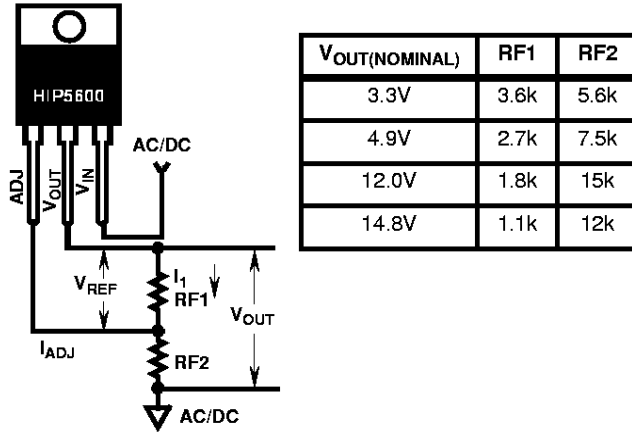 HIP5600
ADJ
VOUT
VIN
AC/DC
VREF
I1
RF1
VOUT
IADJ
RF2
AC/DC
VOUT(NOMINAL) RF1 RF2
3.3V 3.6k 5.6k
4.9V 2.7k 7.5k
12.0V 1.8k 15k
14.8V 1.1k 12k